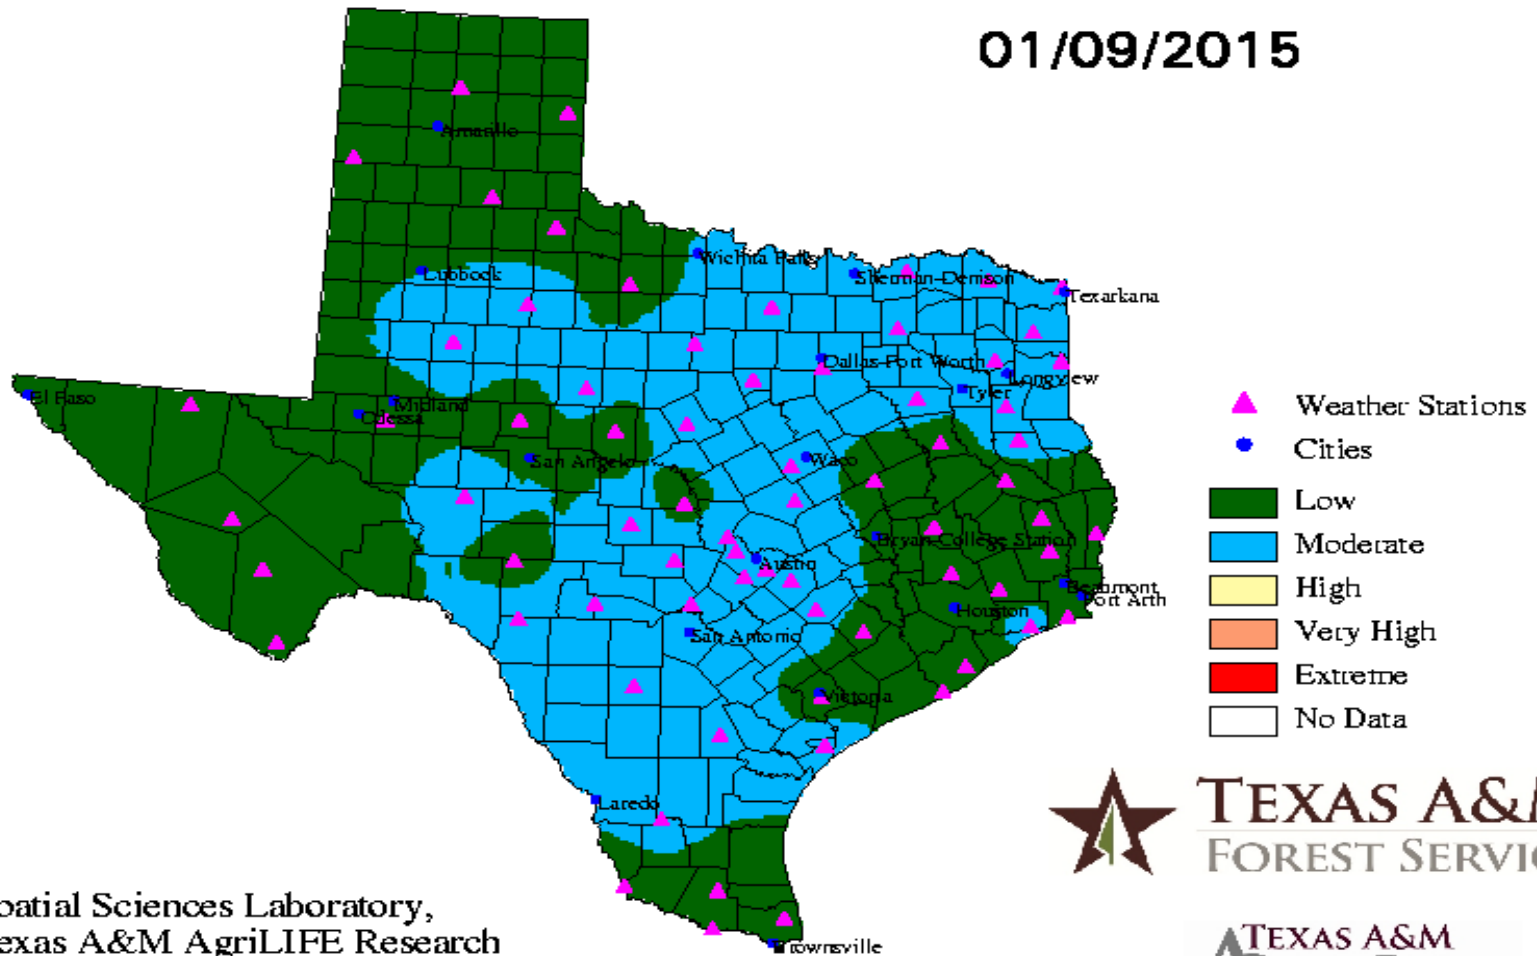 01/09/2015
Amarillo
Lubbock
Wichita Falls
Sherman-Denison
Texarkana
Dallas-Fort Worth
Longview
Tyler
El Paso
Midland
Odessa
San Angelo
Waco
Bryan-College Station
Austin
Beaumont
Port Arth
Houston
San Antonio
Victoria
Laredo
Brownsville
Weather Stations
Cities
Low
Moderate
High
Very High
Extreme
No Data
TEXAS A&M
FOREST SERVIC
patial Sciences Laboratory,
exas A&M AgriLIFE Research
TEXAS A&M